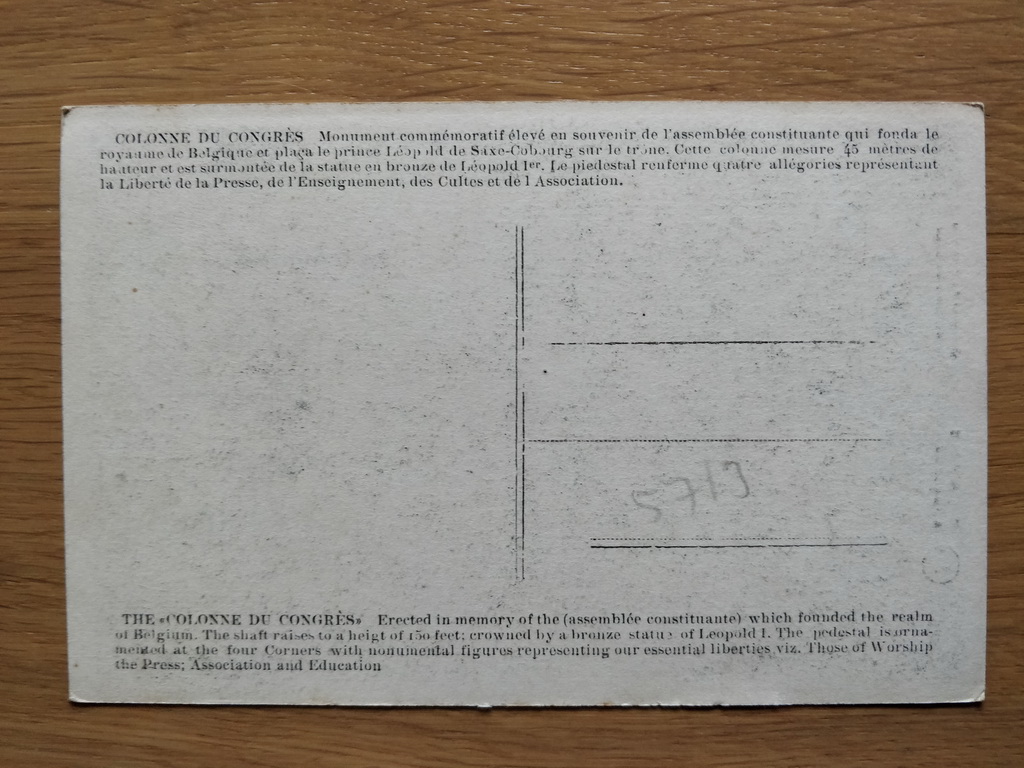 COLONNE DU CONGRÈS Monument commémoratif élevé en souvenir de l'assemblée constituante qui fonda le
royaume de Belgique et plaça le prince Léopold de Saxe-Cobourg sur le trône. Cette colonne mesure 45 mètres de
hauteur et est surmontée de la statue en bronze de Léopold 1er. Le piedestal renferme quatre allégories représentant
la Liberté de la Presse, de l'Enseignement, des Cultes et de l Association.
5713
THE «COLONNE DU CONGRÈS» Erected in memory of the (assemblée constituante) which founded the realm
of Belgium. The shaft raises to a heigt of 150 feet; crowned by a bronze statue of Leopold I. The pedestal is orna-
mented at the four Corners with nonumental figures representing our essential liberties viz. Those of Worship
the Press; Association and Education